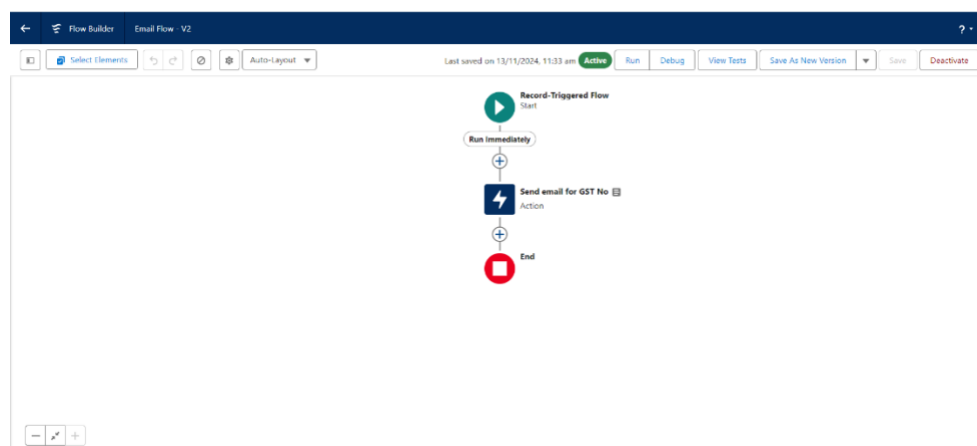 Flow Builder Email Flow - V2 ?
Select Elements Auto-Layout Last saved on 13/11/2024, 11:33 am Active Run Debug View Tests Save As New Version Save Deactivate
Record-Triggered Flow
Start
Run Immediately
Send email for GST No
Action
End